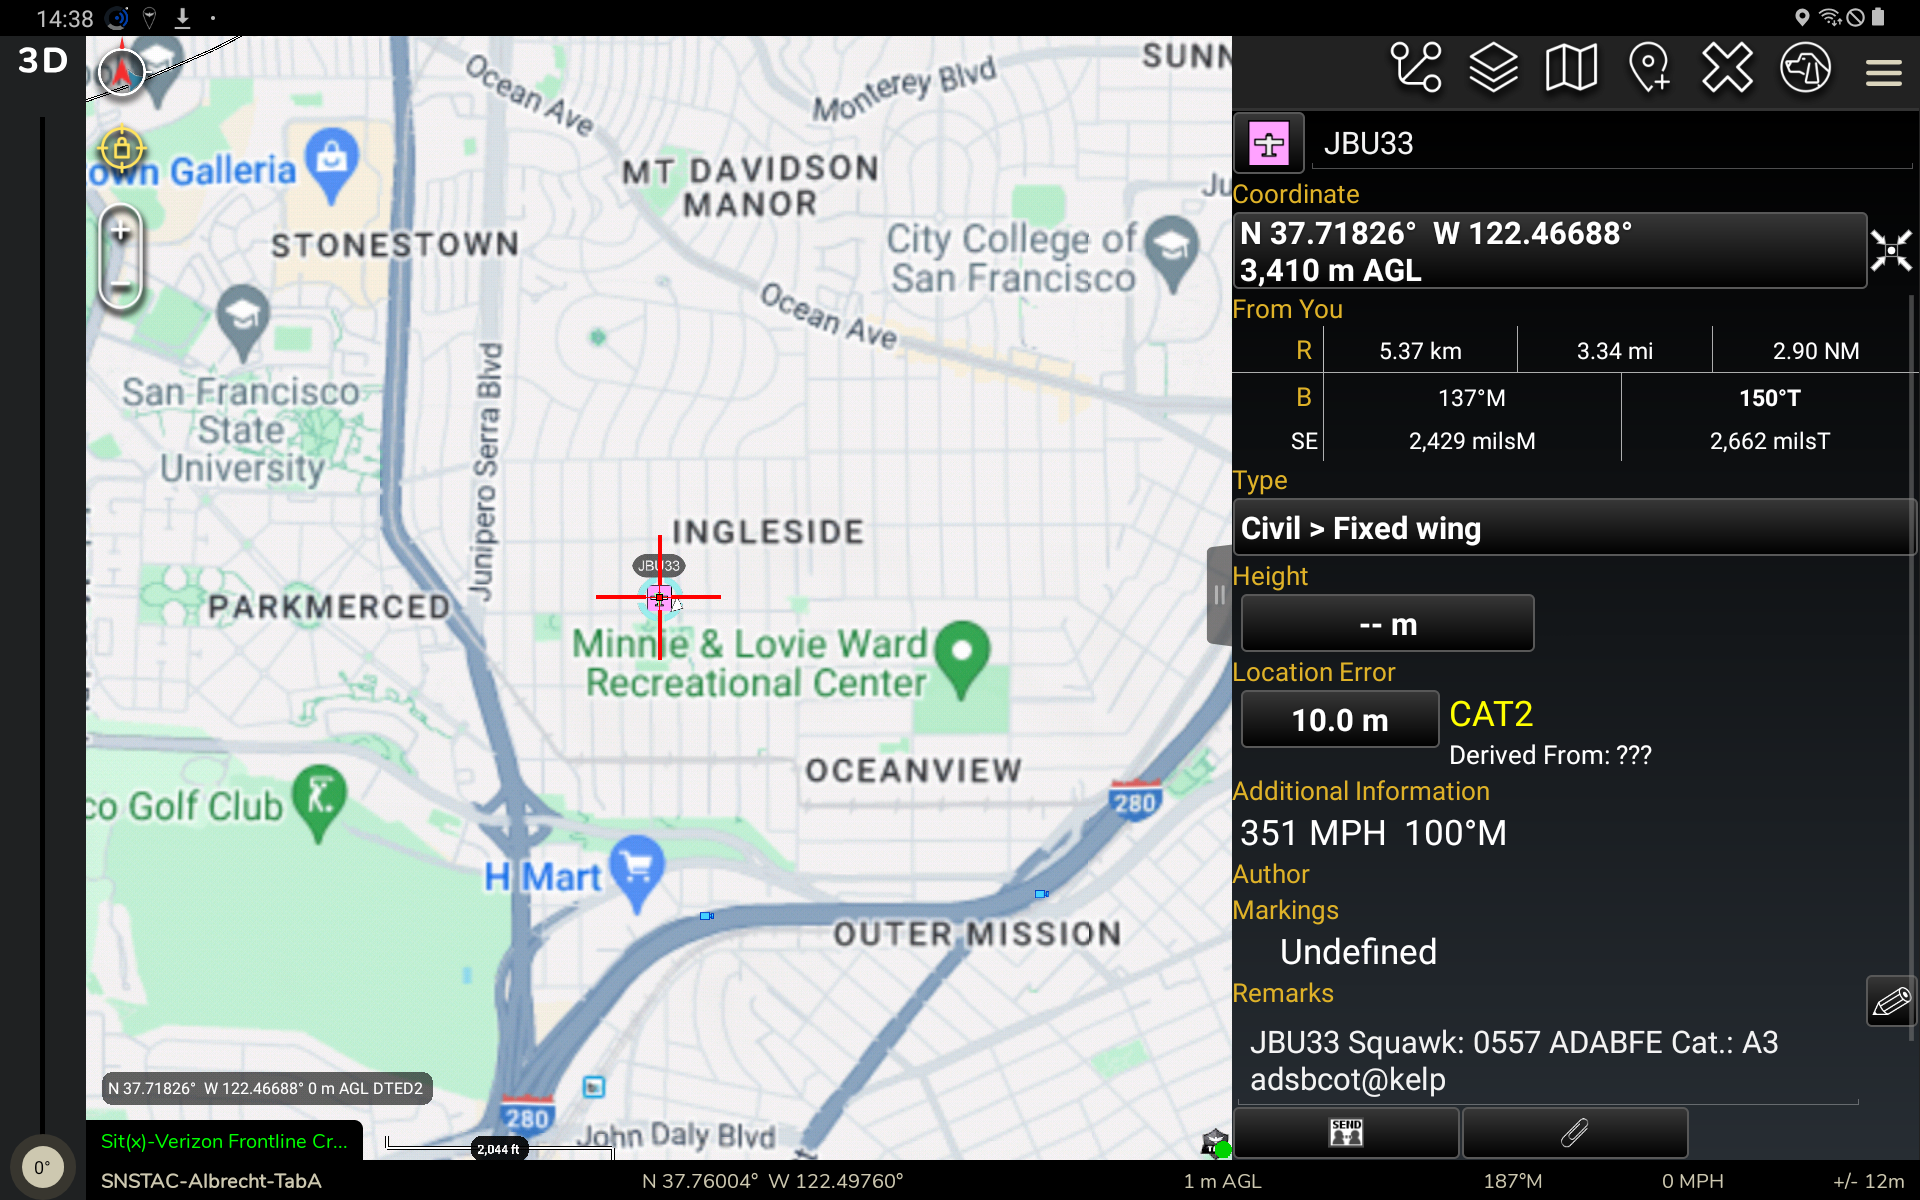 14:38
3D
Ocean Ave
Monterey Blvd
SUNN
own Galleria
MT DAVIDSON
MANOR
Ju
STONESTOWN
City College of
San Francisco
Ocean Ave
San Francisco
State
University
Junipero Serra Blvd
INGLESIDE
JBU33
PARKMERCED
Minnie & Lovie Ward
Recreational Center
OCEANVIEW
280
co Golf Club
H Mart
OUTER MISSION
N 37.71826° W 122.46688° 0 m AGL DTED2
280
John Daly Blvd
Sit(x)-Verizon Frontline Cr...
2,044 ft
0°
SNSTAC-Albrecht-TabA
N 37.76004° W 122.49760°
1 m AGL
187°M
0 MPH
+/- 12m
JBU33
Coordinate
N 37.71826° W 122.46688°
3,410 m AGL
From You
R 5.37 km 3.34 mi 2.90 NM
B 137°M 150°T
SE 2,429 milsM 2,662 milsT
Type
Civil > Fixed wing
Height
-- m
Location Error
10.0 m CAT2
Derived From: ???
Additional Information
351 MPH 100°M
Author
Markings
Undefined
Remarks
JBU33 Squawk: 0557 ADABFE Cat.: A3
adsbcot@kelp
SEND